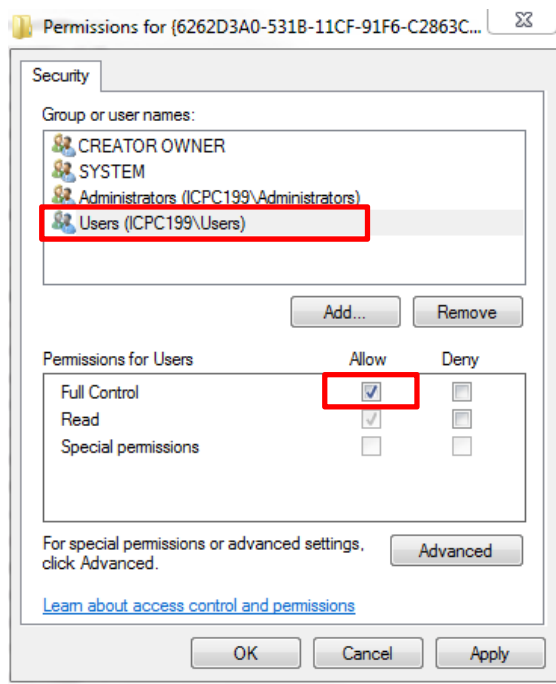 Permissions for {6262D3A0-531B-11CF-91F6-C2863C...
Security
Group or user names:
CREATOR OWNER
SYSTEM
Administrators (ICPC199\Administrators)
Users (ICPC199\Users)
Add... Remove
Permissions for Users Allow Deny
Full Control
Read
Special permissions
For special permissions or advanced settings,
click Advanced.
Advanced
Learn about access control and permissions
OK Cancel Apply